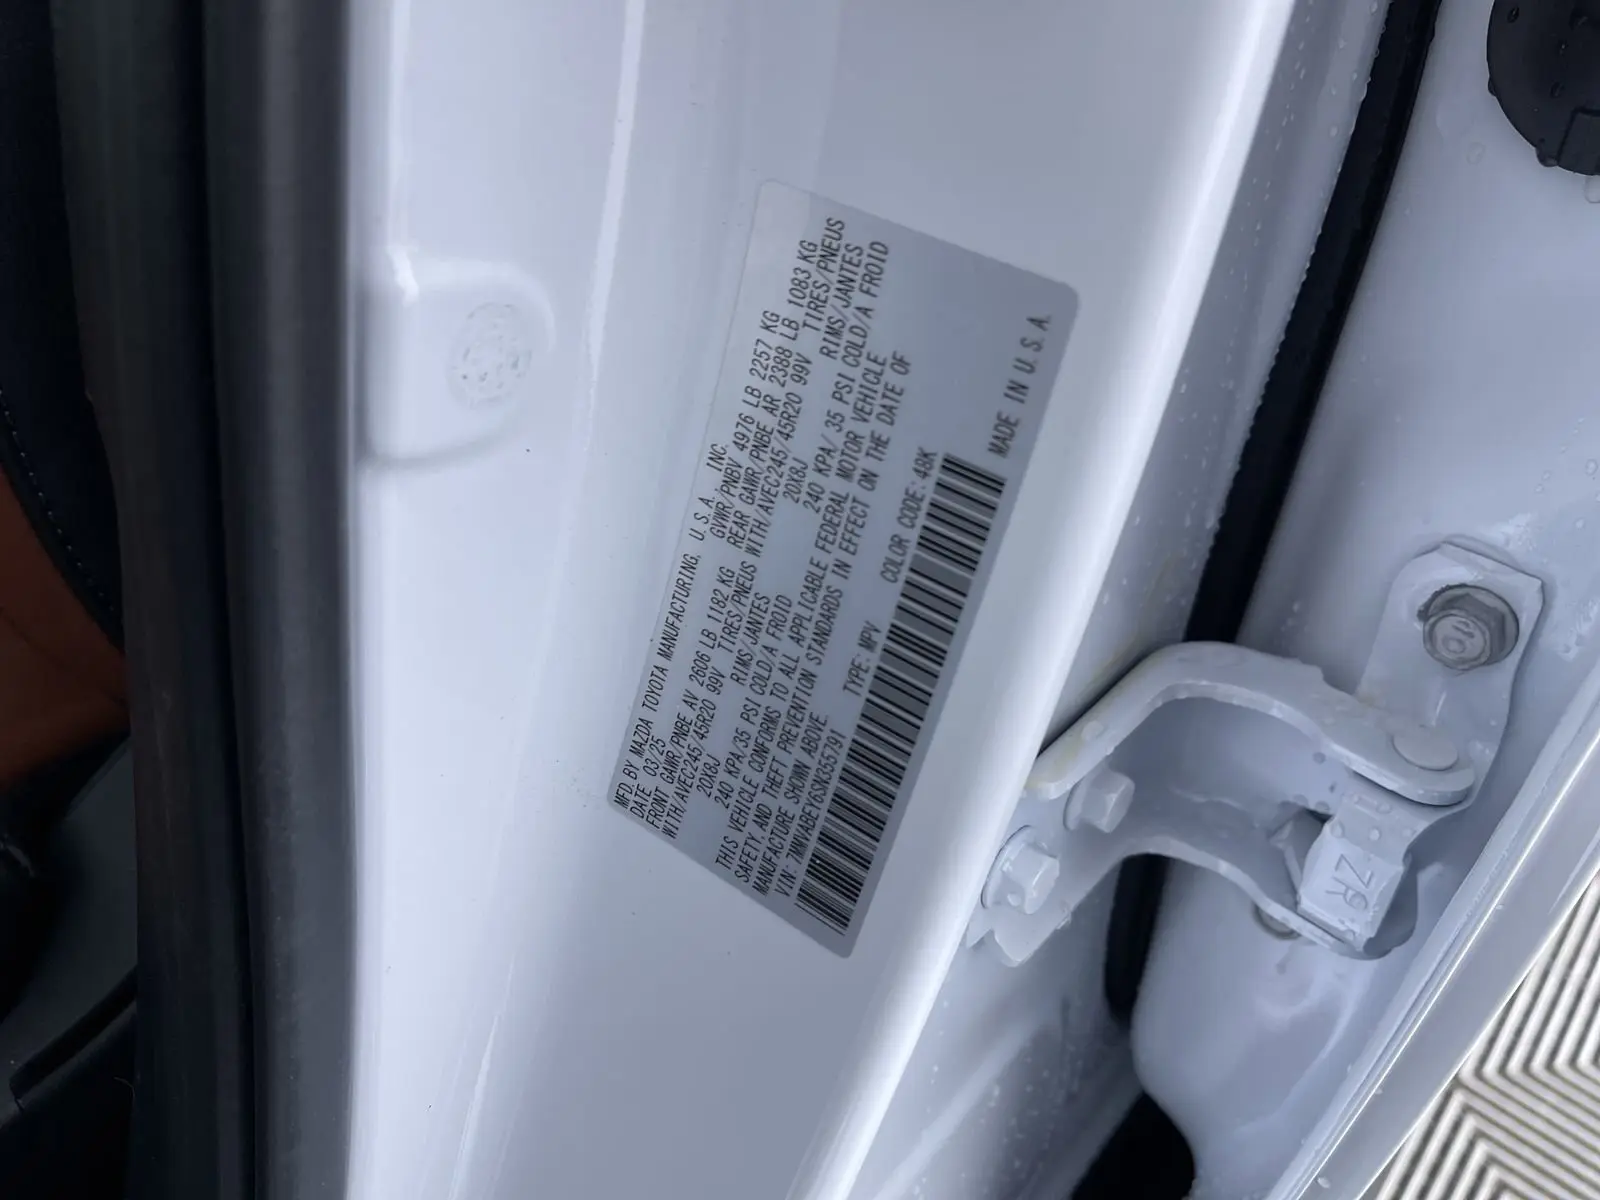 MFD. BY MAZDA TOYOTA MANUFACTURING, U.S.A., INC.
DATE 03/25 GVWR/PNBV 4976 LB 2257 KG
FRONT GAWR/PNBE AV 2606 LB 1182 KG REAR GAWR/PNBE AR 2388 LB 1083 KG
WITH/AVEC245/45R20 99V TIRES/PNEUS WITH/AVEC245/45R20 99V TIRES/PNEUS
20X8J RIMS/JANTES 20X8J RIMS/JANTES
240 KPA/35 PSI COLD/A FROID 240 KPA/ 35 PSI COLD/A FROID
THIS VEHICLE CONFORMS TO ALL APPLICABLE FEDERAL MOTOR VEHICLE
SAFETY, AND THEFT PREVENTION STANDARDS IN EFFECT ON THE DATE OF
MANUFACTURE SHOWN ABOVE.
VIN: 7MMVABEY6SN355791 TYPE: MPV COLOR CODE: 48K
MADE IN U.S.A.
10
ZR